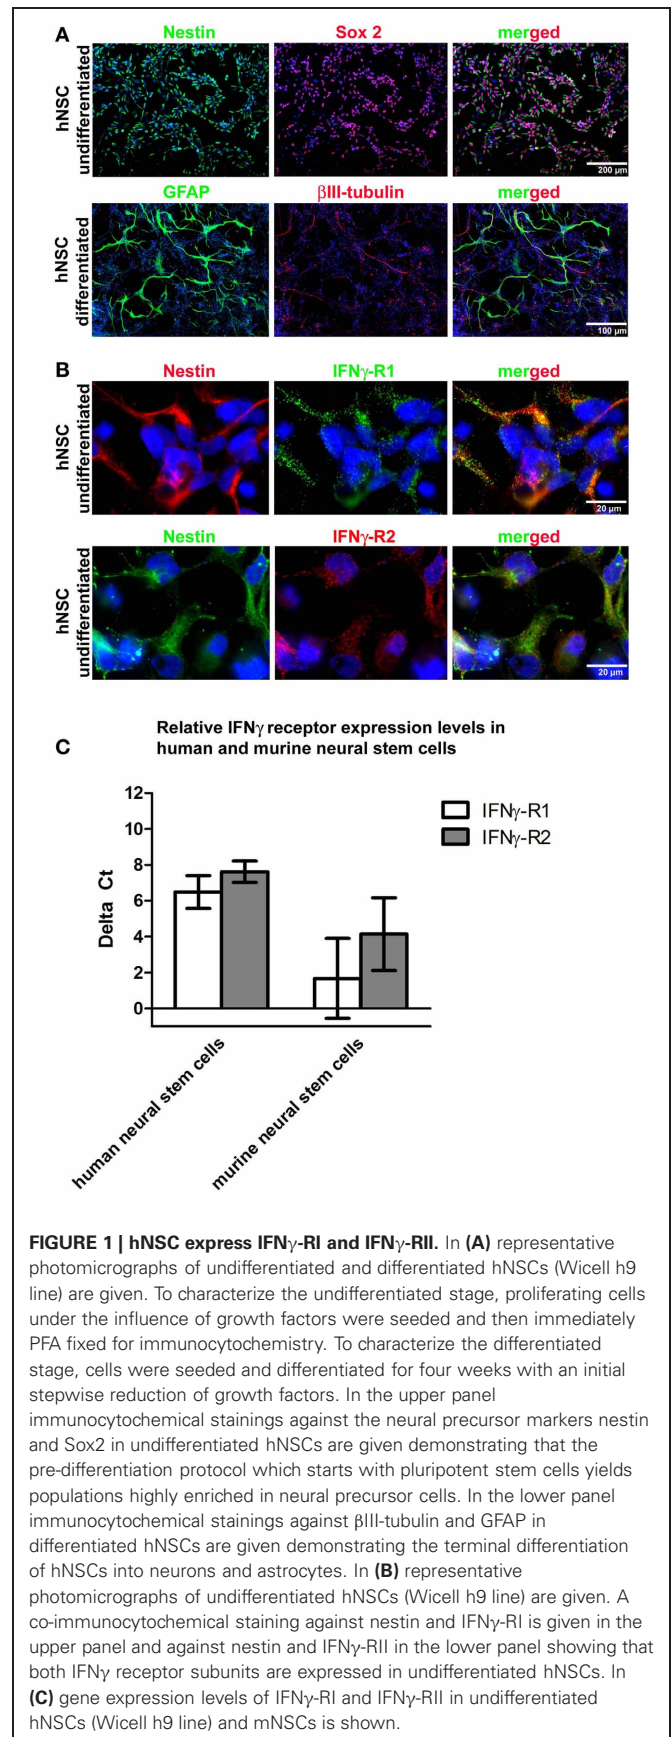 A
Nestin
Sox 2
merged
hNSC
undifferentiated
200 µm
GFAP
βIII-tubulin
merged
hNSC
differentiated
100 µm
B
Nestin
IFNγ-R1
merged
hNSC
undifferentiated
20 µm
Nestin
IFNγ-R2
merged
hNSC
undifferentiated
20 µm
C
Relative IFNγ receptor expression levels in
human and murine neural stem cells
12
10
8
6
4
2
0
Delta Ct
IFNγ-R1
IFNγ-R2
human neural stem cells
murine neural stem cells
FIGURE 1 | hNSC express IFNγ-RI and IFNγ-RII. In (A) representative
photomicrographs of undifferentiated and differentiated hNSCs (Wicell h9
line) are given. To characterize the undifferentiated stage, proliferating cells
under the influence of growth factors were seeded and then immediately
PFA fixed for immunocytochemistry. To characterize the differentiated
stage, cells were seeded and differentiated for four weeks with an initial
stepwise reduction of growth factors. In the upper panel
immunocytochemical stainings against the neural precursor markers nestin
and Sox2 in undifferentiated hNSCs are given demonstrating that the
pre-differentiation protocol which starts with pluripotent stem cells yields
populations highly enriched in neural precursor cells. In the lower panel
immunocytochemical stainings against βIII-tubulin and GFAP in
differentiated hNSCs are given demonstrating the terminal differentiation
of hNSCs into neurons and astrocytes. In (B) representative
photomicrographs of undifferentiated hNSCs (Wicell h9 line) are given. A
co-immunocytochemical staining against nestin and IFNγ-RI is given in the
upper panel and against nestin and IFNγ-RII in the lower panel showing that
both IFNγ receptor subunits are expressed in undifferentiated hNSCs. In
(C) gene expression levels of IFNγ-RI and IFNγ-RII in undifferentiated
hNSCs (Wicell h9 line) and mNSCs is shown.